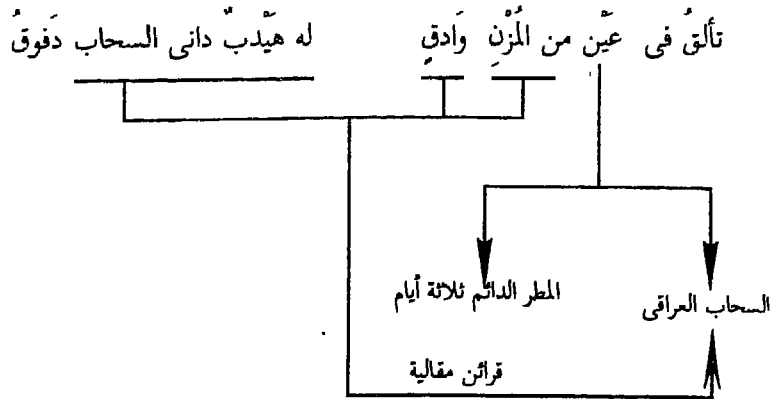 تألقُ فى عَيْن من المُزْنِ وَادقٍ له هَيْدبٌ دانى السحاب دَفوقُ
السحاب العراقى المطر الدائم ثلاثة أيام
قرائن مقالية